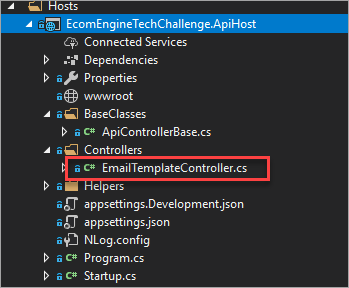 Hosts
EcomEngineTechChallenge.ApiHost
Connected Services
Dependencies
Properties
wwwroot
BaseClasses
C# ApiControllerBase.cs
Controllers
C# EmailTemplateController.cs
Helpers
appsettings.Development.json
appsettings.json
NLog.config
C# Program.cs
C# Startup.cs